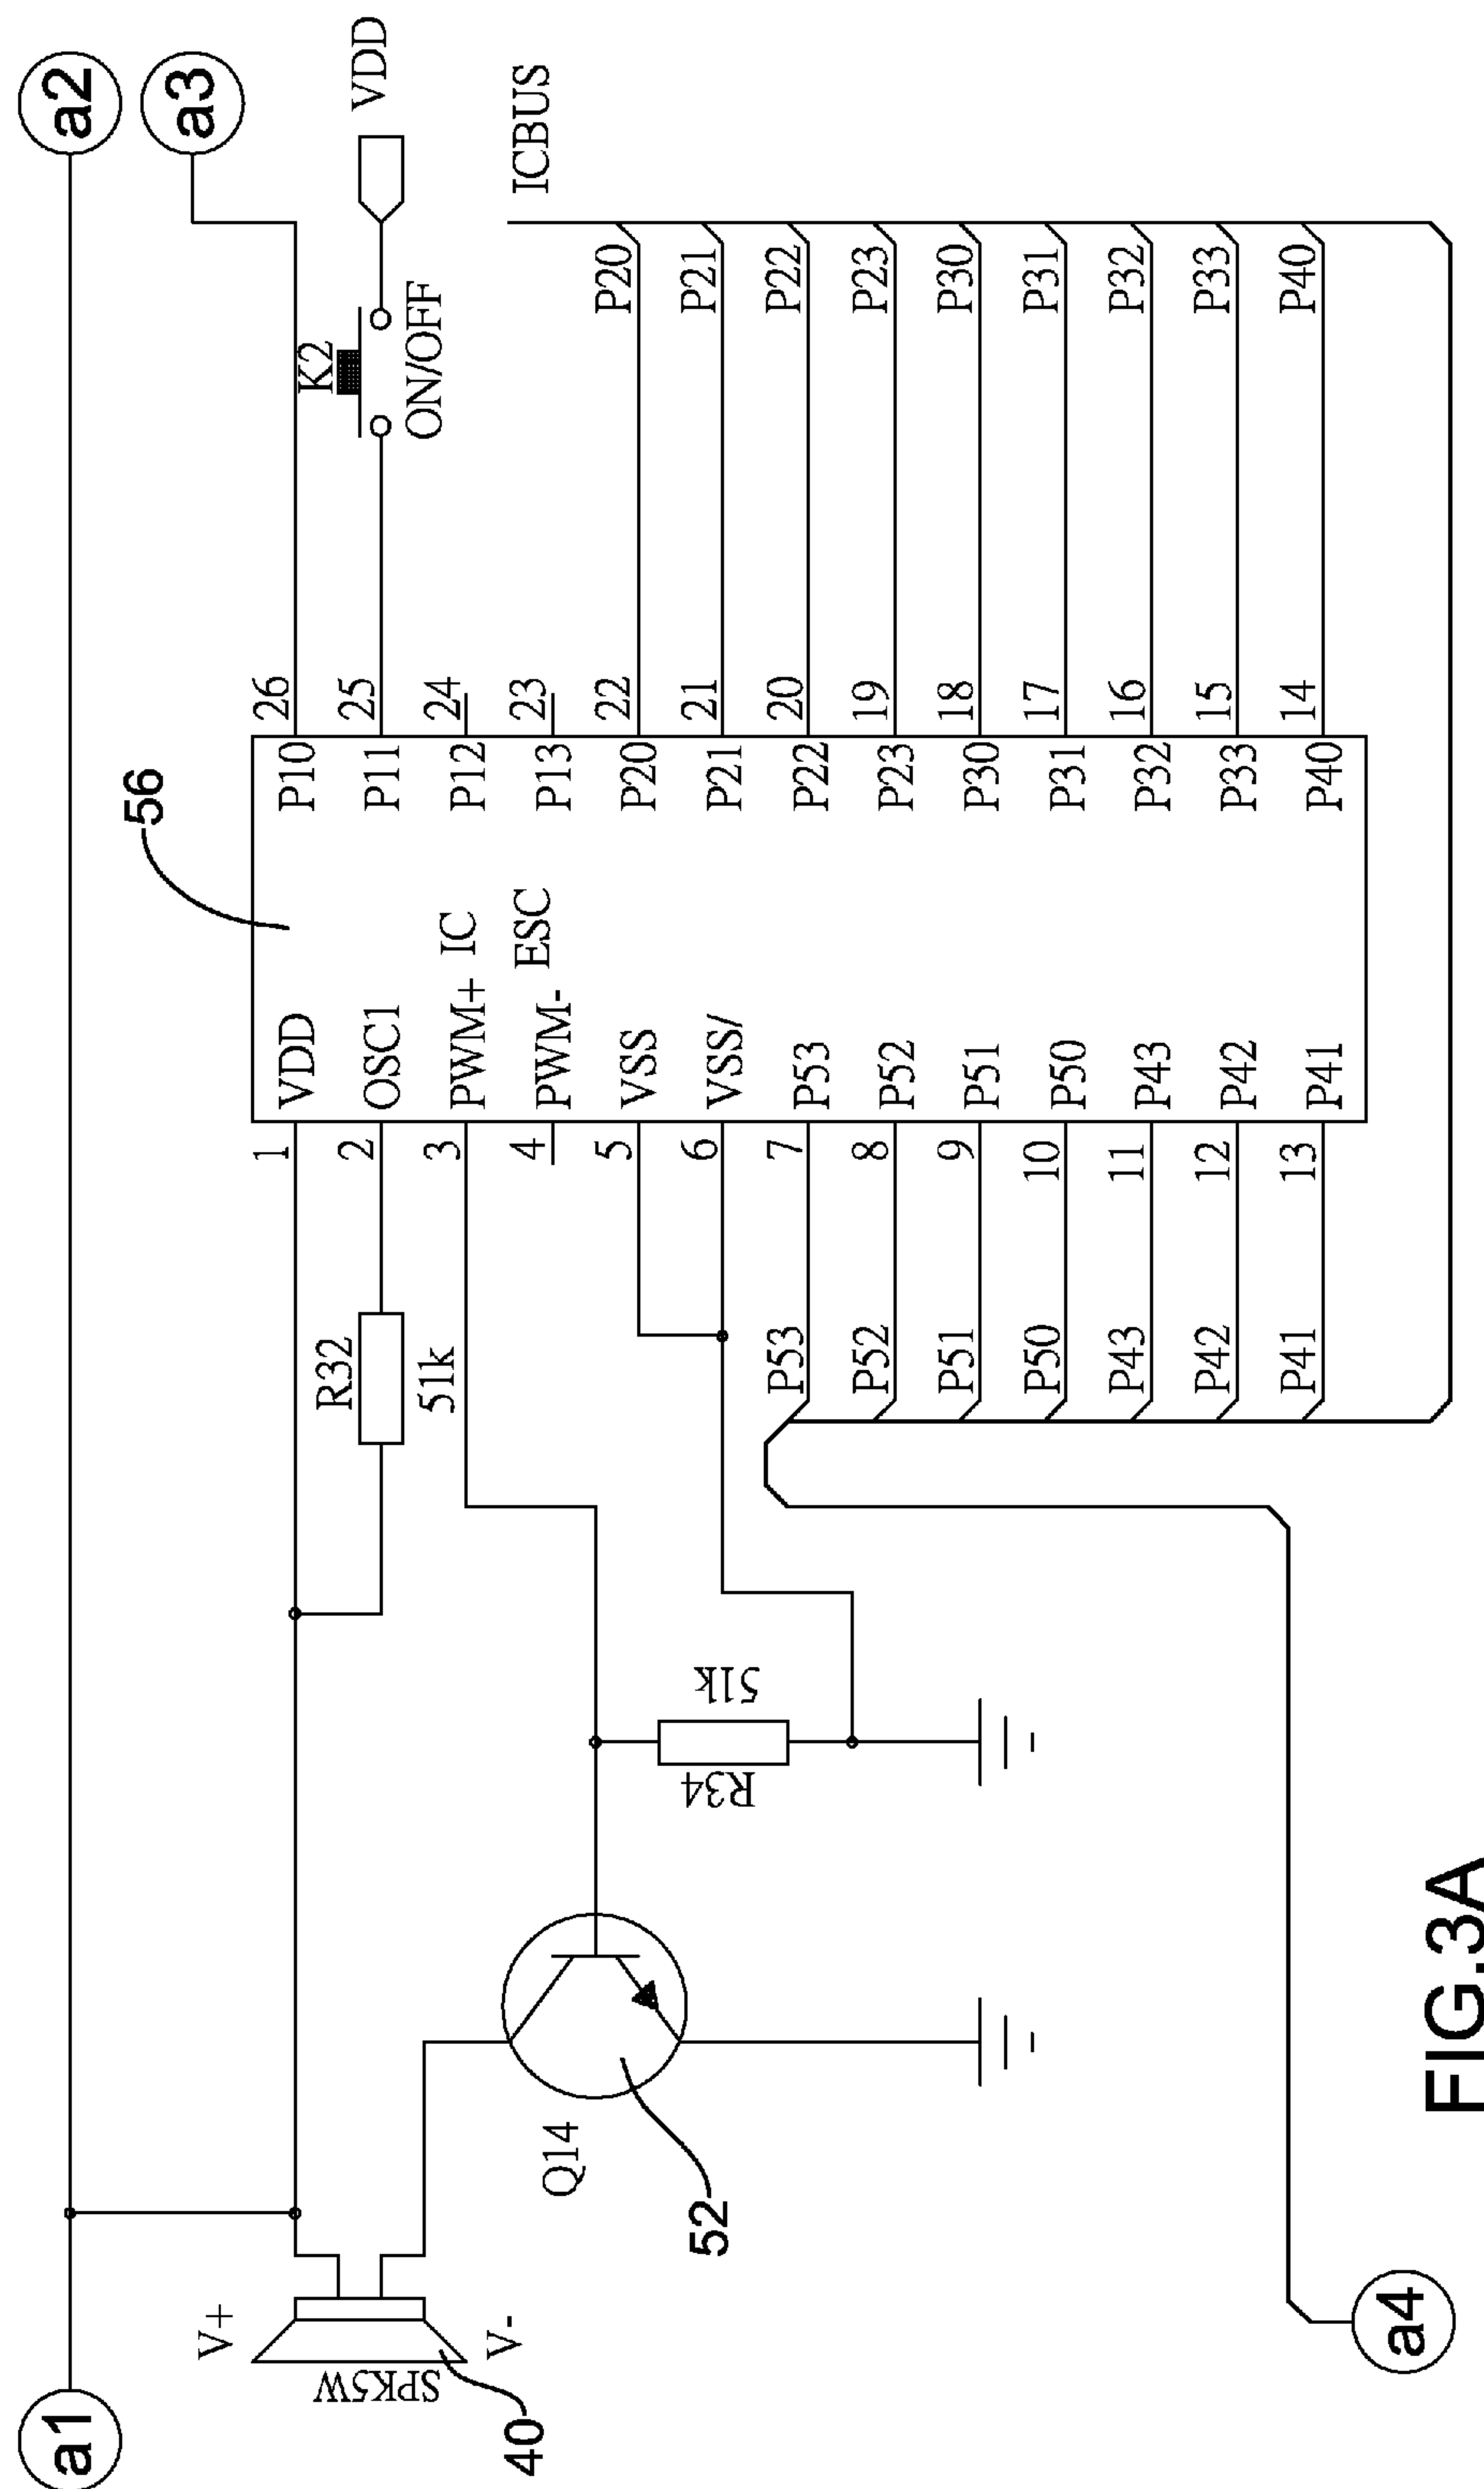 a1
a2
a3
VDD
K2
ON/OFF
ICBUS
56
V+
SPK5W
V-
40
Q14
52
R32
51k
R34
51k
IC
ESC
1 VDD
2 OSC1
3 PWM+
4 PWM-
5 VSS
6 VSS/
P53 7 P53
P52 8 P52
P51 9 P51
P50 10 P50
P43 11 P43
P42 12 P42
P41 13 P41
P10 26
P11 25
P12 24
P13 23
P20 22 P20
P21 21 P21
P22 20 P22
P23 19 P23
P30 18 P30
P31 17 P31
P32 16 P32
P33 15 P33
P40 14 P40
a4
FIG.3A